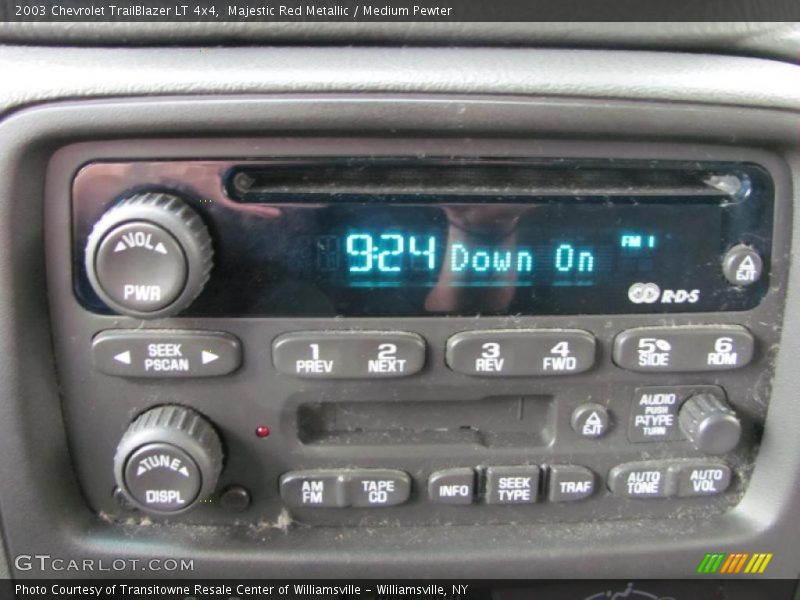 2003 Chevrolet TrailBlazer LT 4x4,  Majestic Red Metallic / Medium Pewter
VOL
PWR
9:24 Down On
FM 1
EJT
R·D·S
SEEK
PSCAN
1
PREV
2
NEXT
3
REV
4
FWD
5
SIDE
6
RDM
TUNE
DISPL
EJT
AUDIO
PUSH
P-TYPE
TURN
AM
FM
TAPE
CD
INFO
SEEK
TYPE
TRAF
AUTO
TONE
AUTO
VOL
GTCARLOT.COM
Photo Courtesy of Transitowne Resale Center of Williamsville – Williamsville, NY